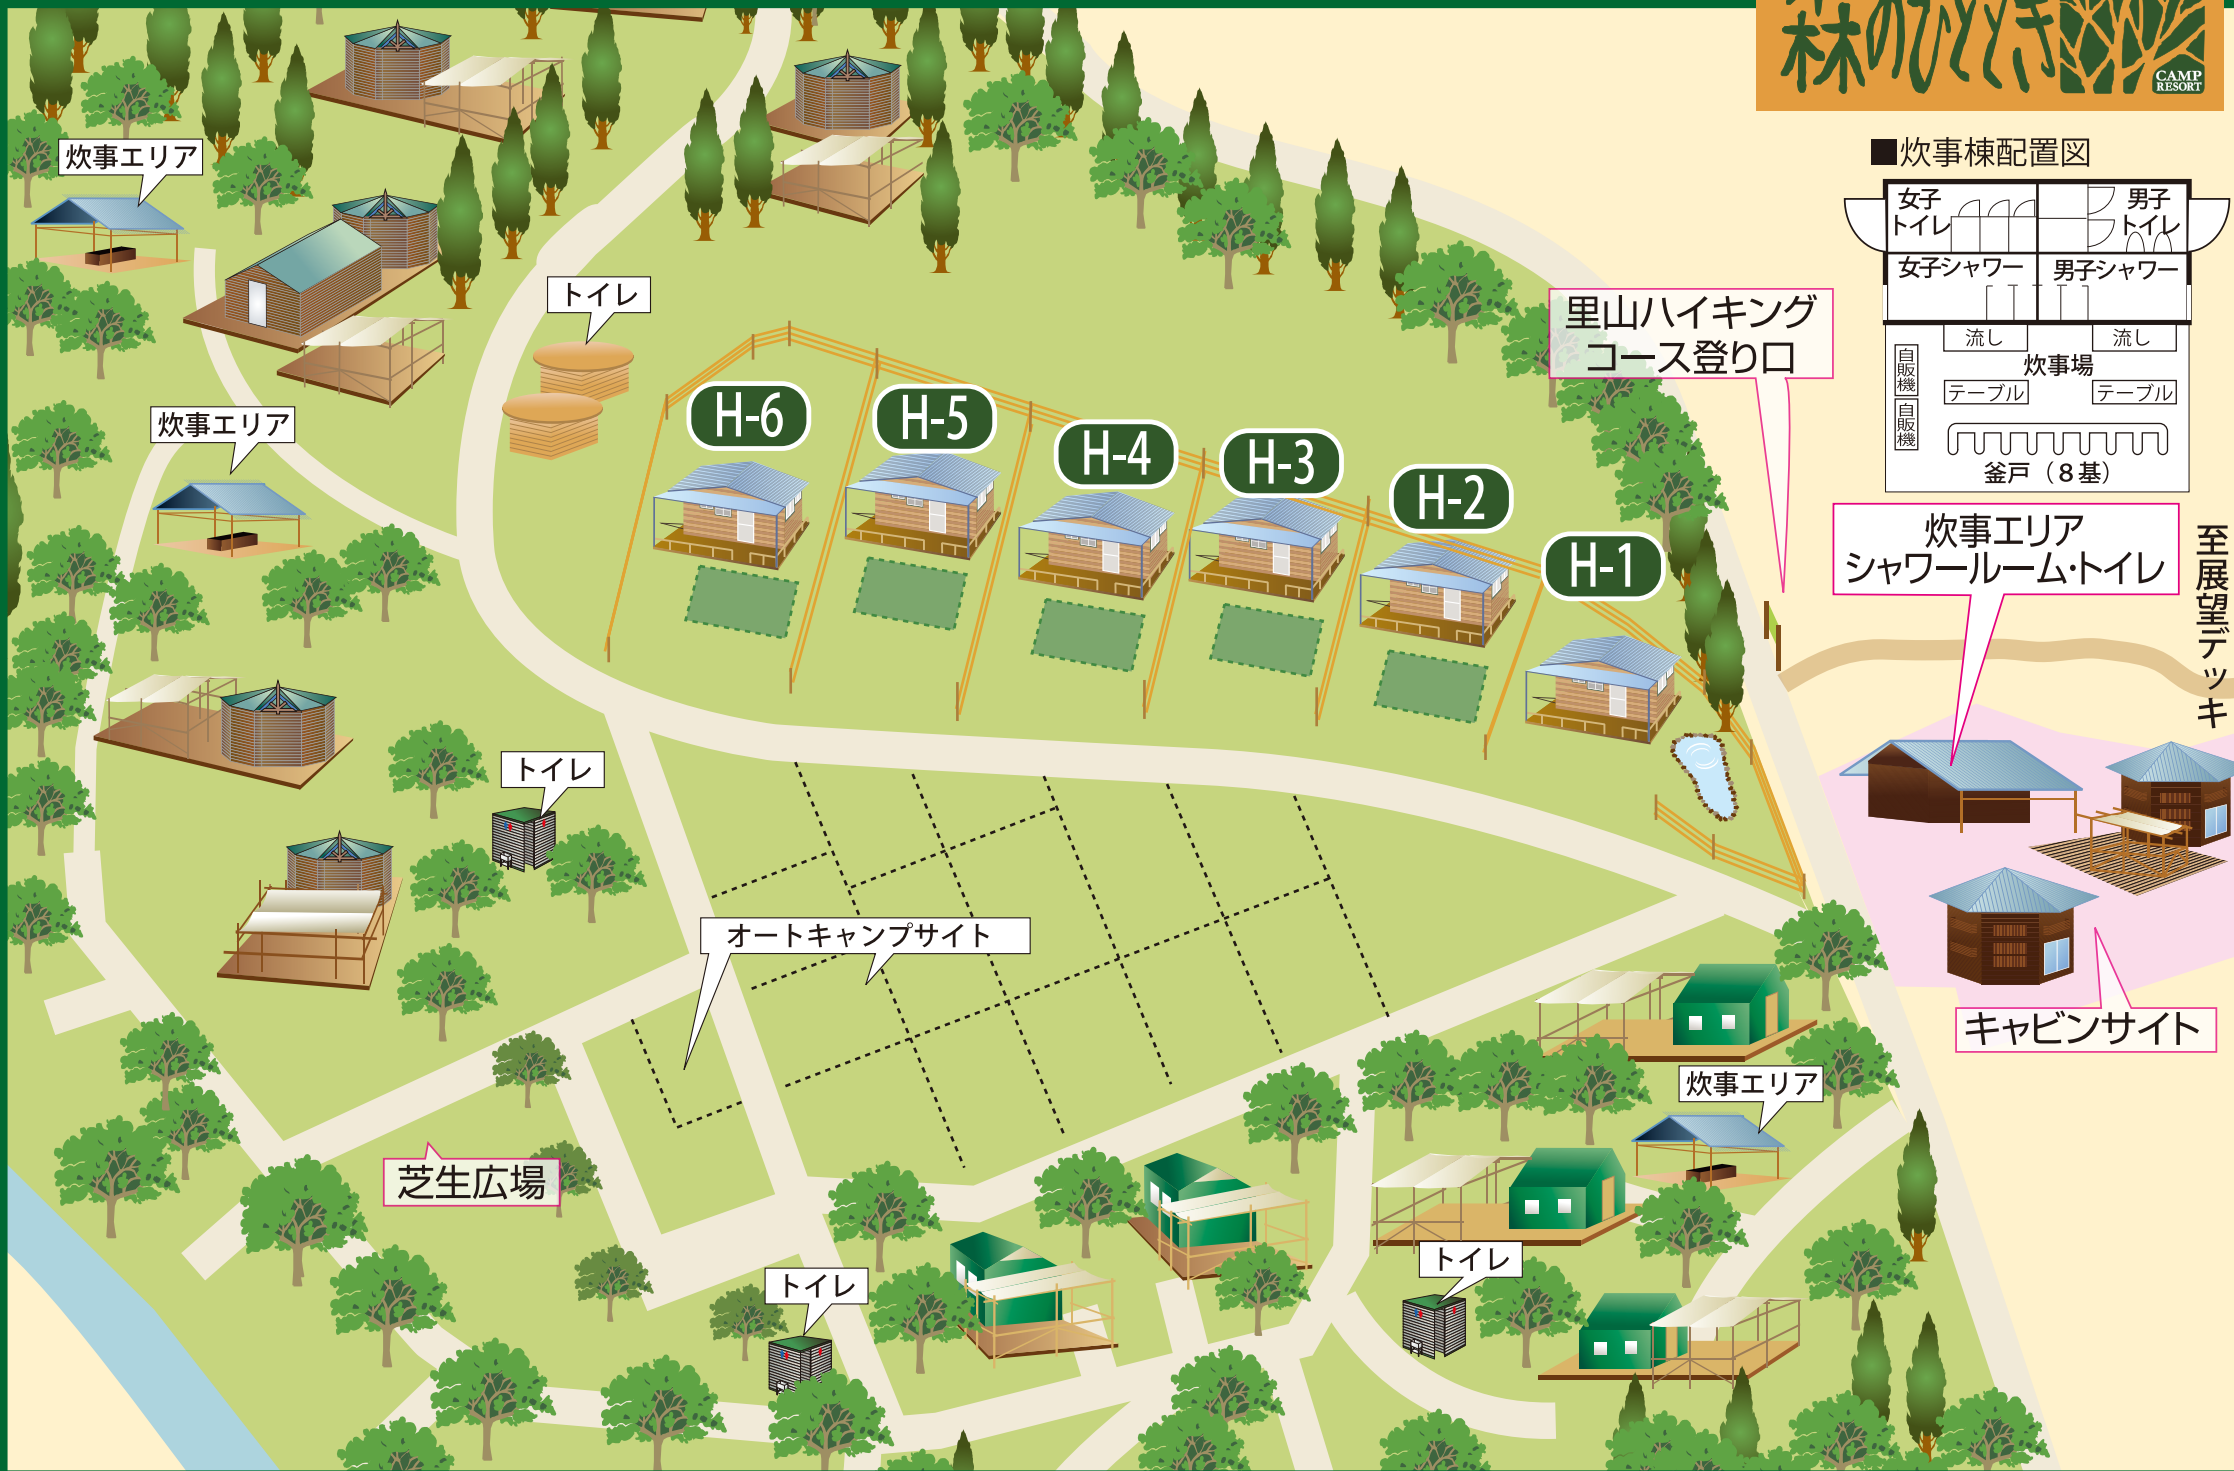 森のひととき
CAMP
RESORT
■炊事棟配置図
女子
トイレ
男子
トイレ
女子シャワー
男子シャワー
流し
流し
炊事場
自販機
テーブル
テーブル
自販機
釜戸（8基）
炊事エリア
シャワールーム・トイレ
至展望デッキ
里山ハイキング
コース登り口
炊事エリア
トイレ
炊事エリア
H-6
H-5
H-4
H-3
H-2
H-1
トイレ
オートキャンプサイト
キャビンサイト
炊事エリア
芝生広場
トイレ
トイレ